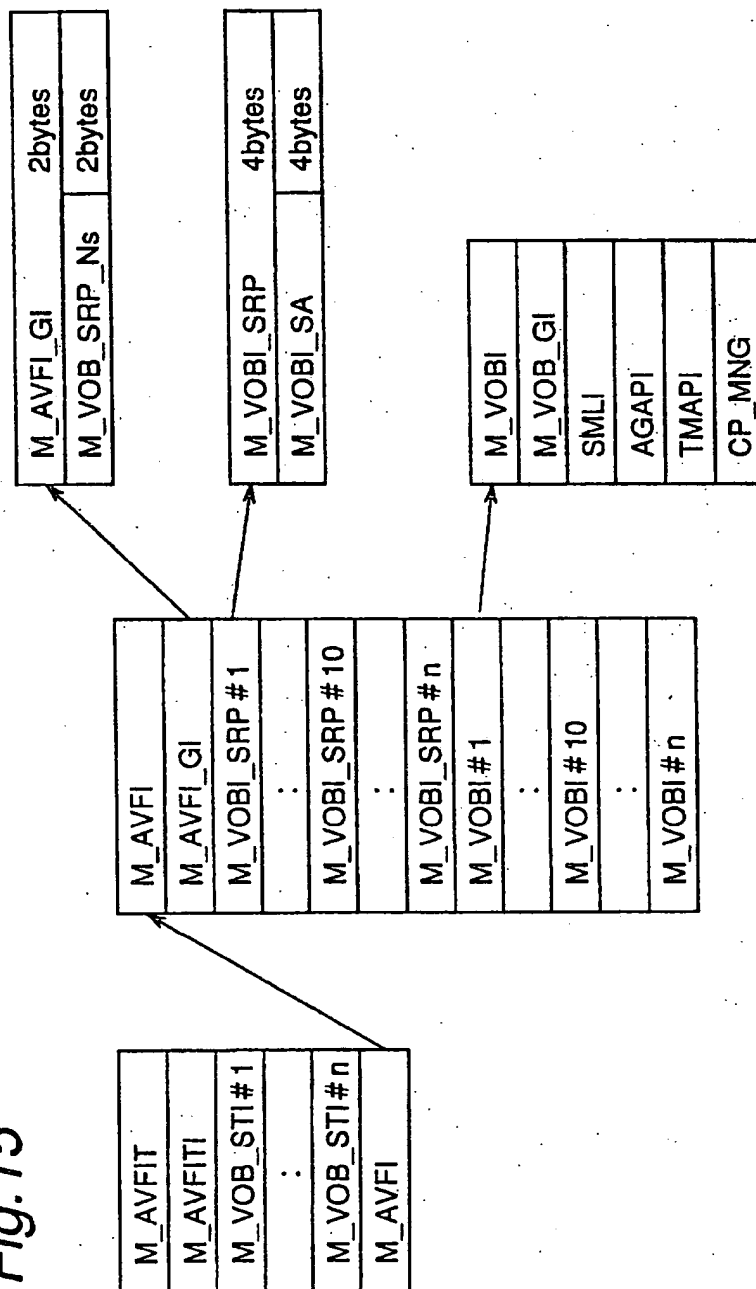 Fig.15
M_AVFIT
M_AVFITI
M_VOB_STI#1
:
M_VOB_STI#n
M_AVFI
M_AVFI
M_AVFI_GI
M_VOBI_SRP#1
:
M_VOBI_SRP#10
:
M_VOBI_SRP#n
M_VOBI#1
:
M_VOBI#10
:
M_VOBI#n
M_AVFI_GI 2bytes
M_VOB_SRP_Ns 2bytes
M_VOBI_SRP 4bytes
M_VOBI_SA 4bytes
M_VOBI
M_VOB_GI
SMLI
AGAPI
TMAPI
CP_MNG